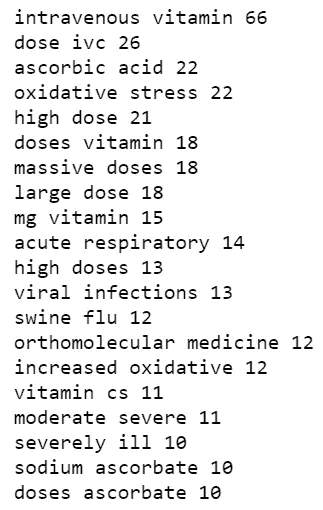 intravenous vitamin 66
dose ivc 26
ascorbic acid 22
oxidative stress 22
high dose 21
doses vitamin 18
massive doses 18
large dose 18
mg vitamin 15
acute respiratory 14
high doses 13
viral infections 13
swine flu 12
orthomolecular medicine 12
increased oxidative 12
vitamin cs 11
moderate severe 11
severely ill 10
sodium ascorbate 10
doses ascorbate 10